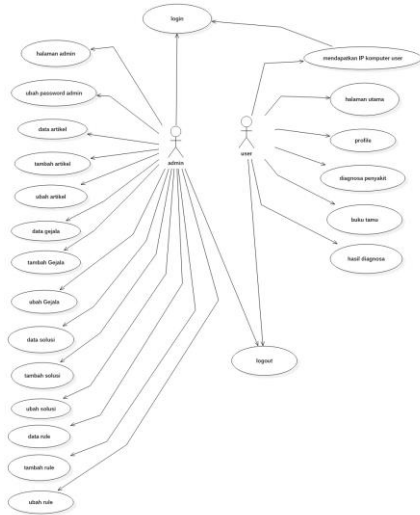 login
halaman admin
mendapatkan IP komputer user
ubah password admin
halaman utama
data artikel
admin
user
profile
tambah artikel
diagnosa penyakit
ubah artikel
buku tamu
data gejala
tambah Gejala
hasil diagnosa
ubah Gejala
data solusi
logout
tambah solusi
ubah solusi
data rule
tambah rule
ubah rule